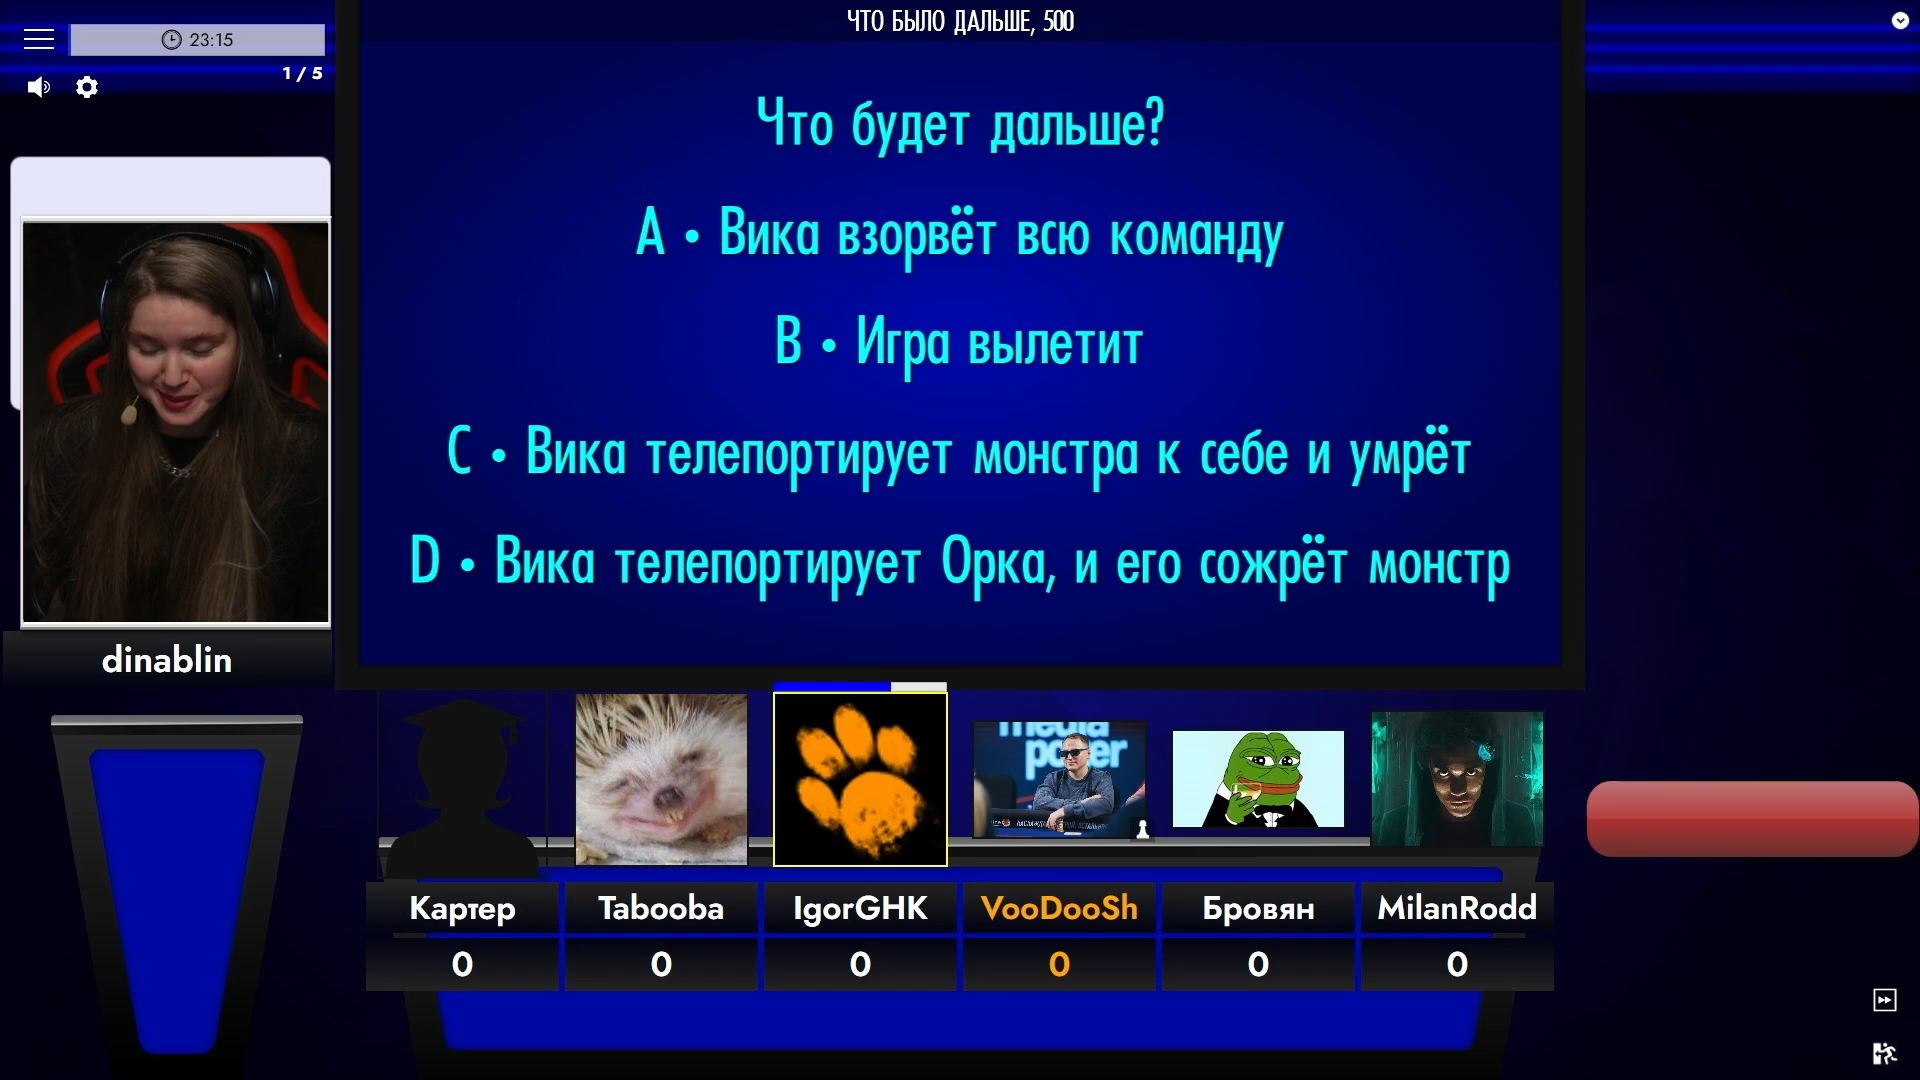 ЧТО БЫЛО ДАЛЬШЕ, 500
23:15
1 / 5
Что будет дальше?
A • Вика взорвёт всю команду
B • Игра вылетит
C • Вика телепортирует монстра к себе и умрёт
D • Вика телепортирует Орка, и его сожрёт монстр
dinablin
media
poker
Картер
Tabooba
IgorGHK
VooDooSh
Бровян
MilanRodd
0
0
0
0
0
0